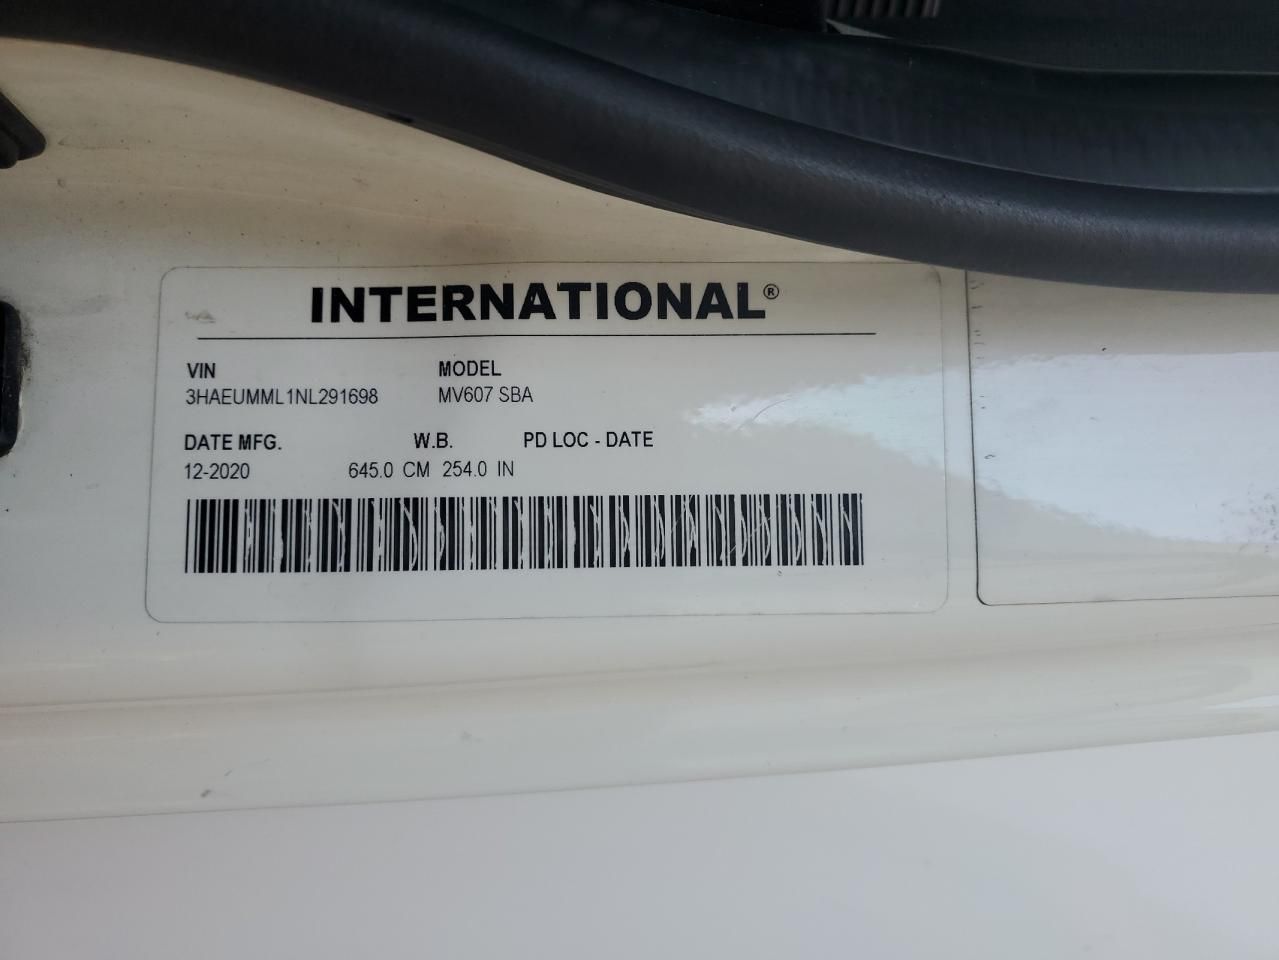 INTERNATIONAL®
VIN MODEL
3HAEUMML1NL291698 MV607 SBA
DATE MFG. W.B. PD LOC - DATE
12-2020 645.0 CM 254.0 IN